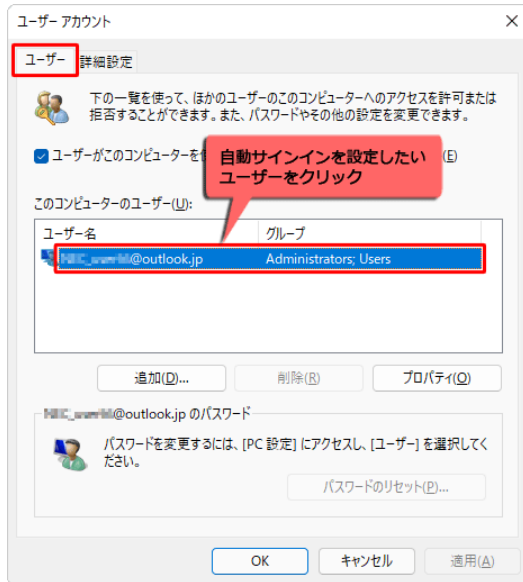 ユーザー アカウント
ユーザー 詳細設定
下の一覧を使って、ほかのユーザーのこのコンピューターへのアクセスを許可または
拒否することができます。また、パスワードやその他の設定を変更できます。
ユーザーがこのコンピューターを (E)
自動サインインを設定したい
ユーザーをクリック
このコンピューターのユーザー(U):
ユーザー名 グループ
@outlook.jp Administrators; Users
追加(D)... 削除(R) プロパティ(O)
@outlook.jp のパスワード
パスワードを変更するには、[PC 設定] にアクセスし、[ユーザー] を選択してく
ださい。
パスワードのリセット(P)...
OK キャンセル 適用(A)